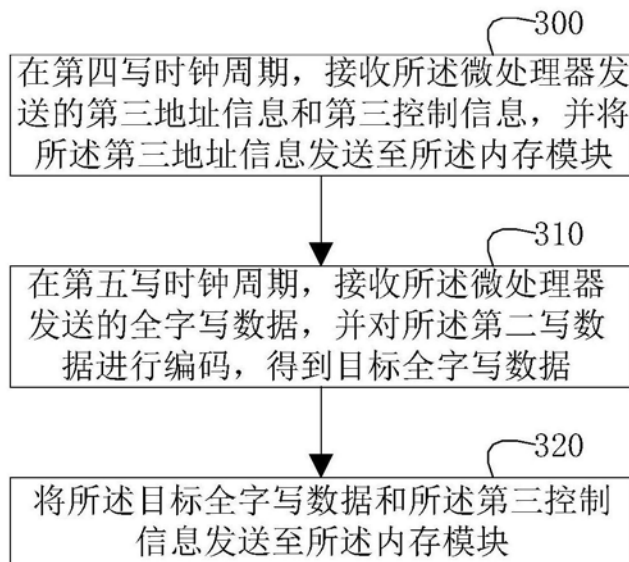 300
在第四写时钟周期，接收所述微处理器发
送的第三地址信息和第三控制信息，并将
所述第三地址信息发送至所述内存模块
310
在第五写时钟周期，接收所述微处理器
发送的全字写数据，并对所述第二写数
据进行编码，得到目标全字写数据
320
将所述目标全字写数据和所述第三控制
信息发送至所述内存模块